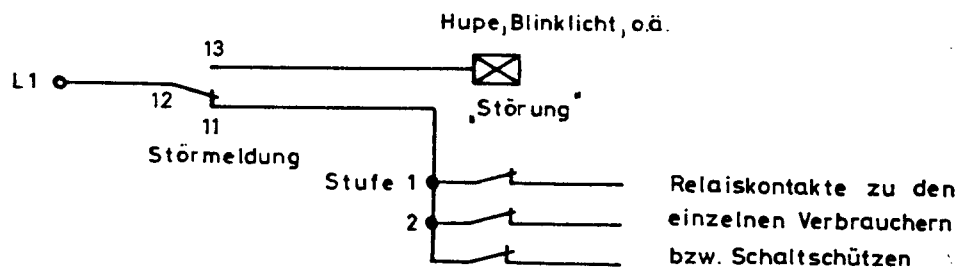 Hupe, Blinklicht, o.ä.
13
L1
12
11
„Störung"
Störmeldung
Stufe 1
Relaiskontakte zu den
2
einzelnen Verbrauchern
bzw. Schaltschützen